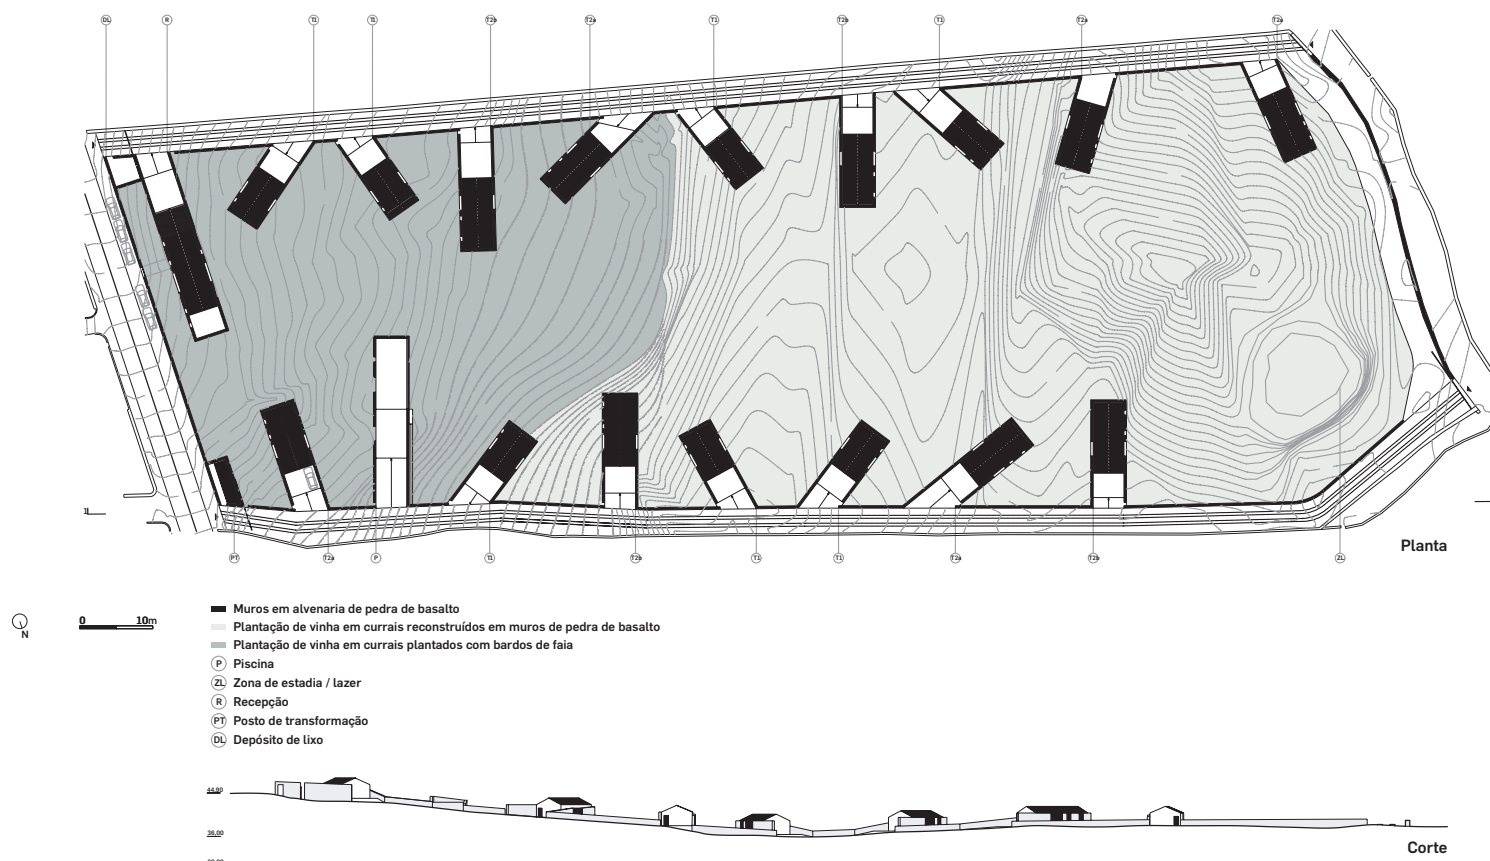 DL R T1 T1 T2b T2a T1 T2b T1 T2a T2a
PT T2a P T1 T2b T1 T1 T2a T2b ZL
Planta
N
0 10m
Muros em alvenaria de pedra de basalto
Plantação de vinha em currais reconstruídos em muros de pedra de basalto
Plantação de vinha em currais plantados com bardos de faia
P Piscina
ZL Zona de estadia / lazer
R Recepção
PT Posto de transformação
DL Depósito de lixo
44.90
36.00
Corte